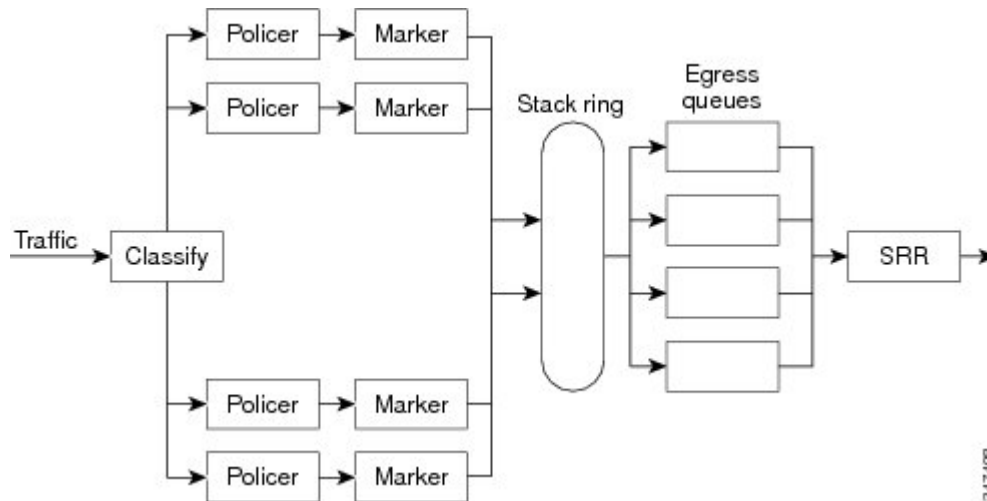 Policer
Marker
Policer
Marker
Stack ring
Egress
queues
Traffic
Classify
SRR
Policer
Marker
Policer
Marker